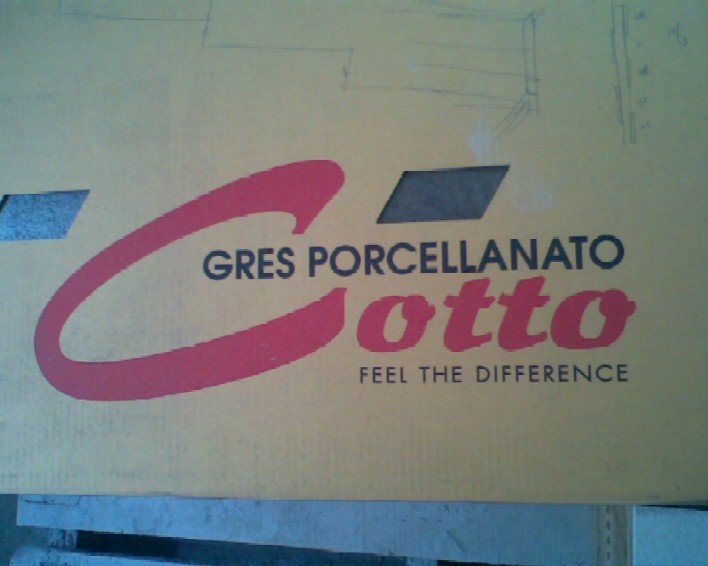 GRES PORCELLANATO
Cotto
FEEL THE DIFFERENCE